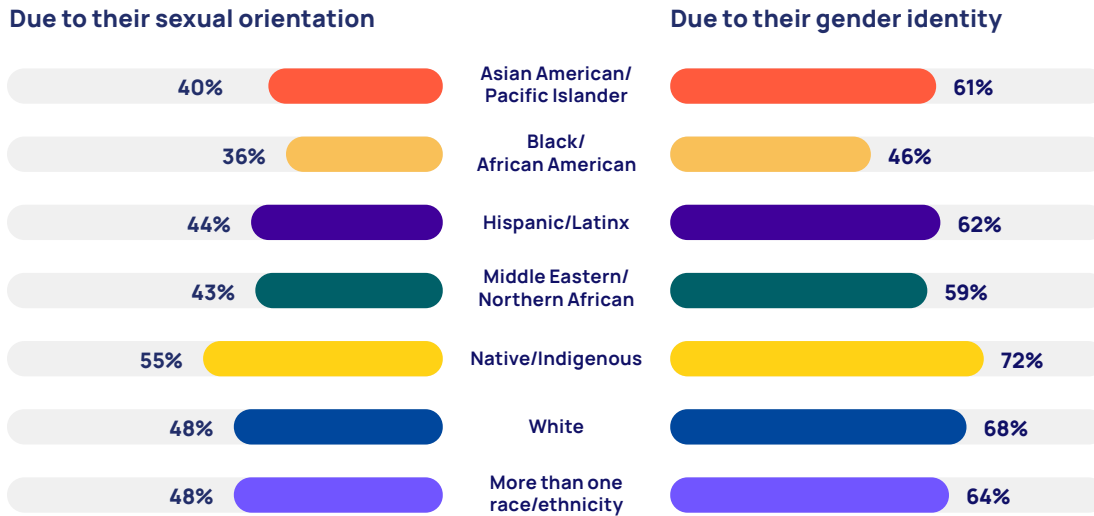 Due to their sexual orientation
Due to their gender identity
40%
Asian American/
Pacific Islander
61%
36%
Black/
African American
46%
44%
Hispanic/Latinx
62%
43%
Middle Eastern/
Northern African
59%
55%
Native/Indigenous
72%
48%
White
68%
48%
More than one
race/ethnicity
64%